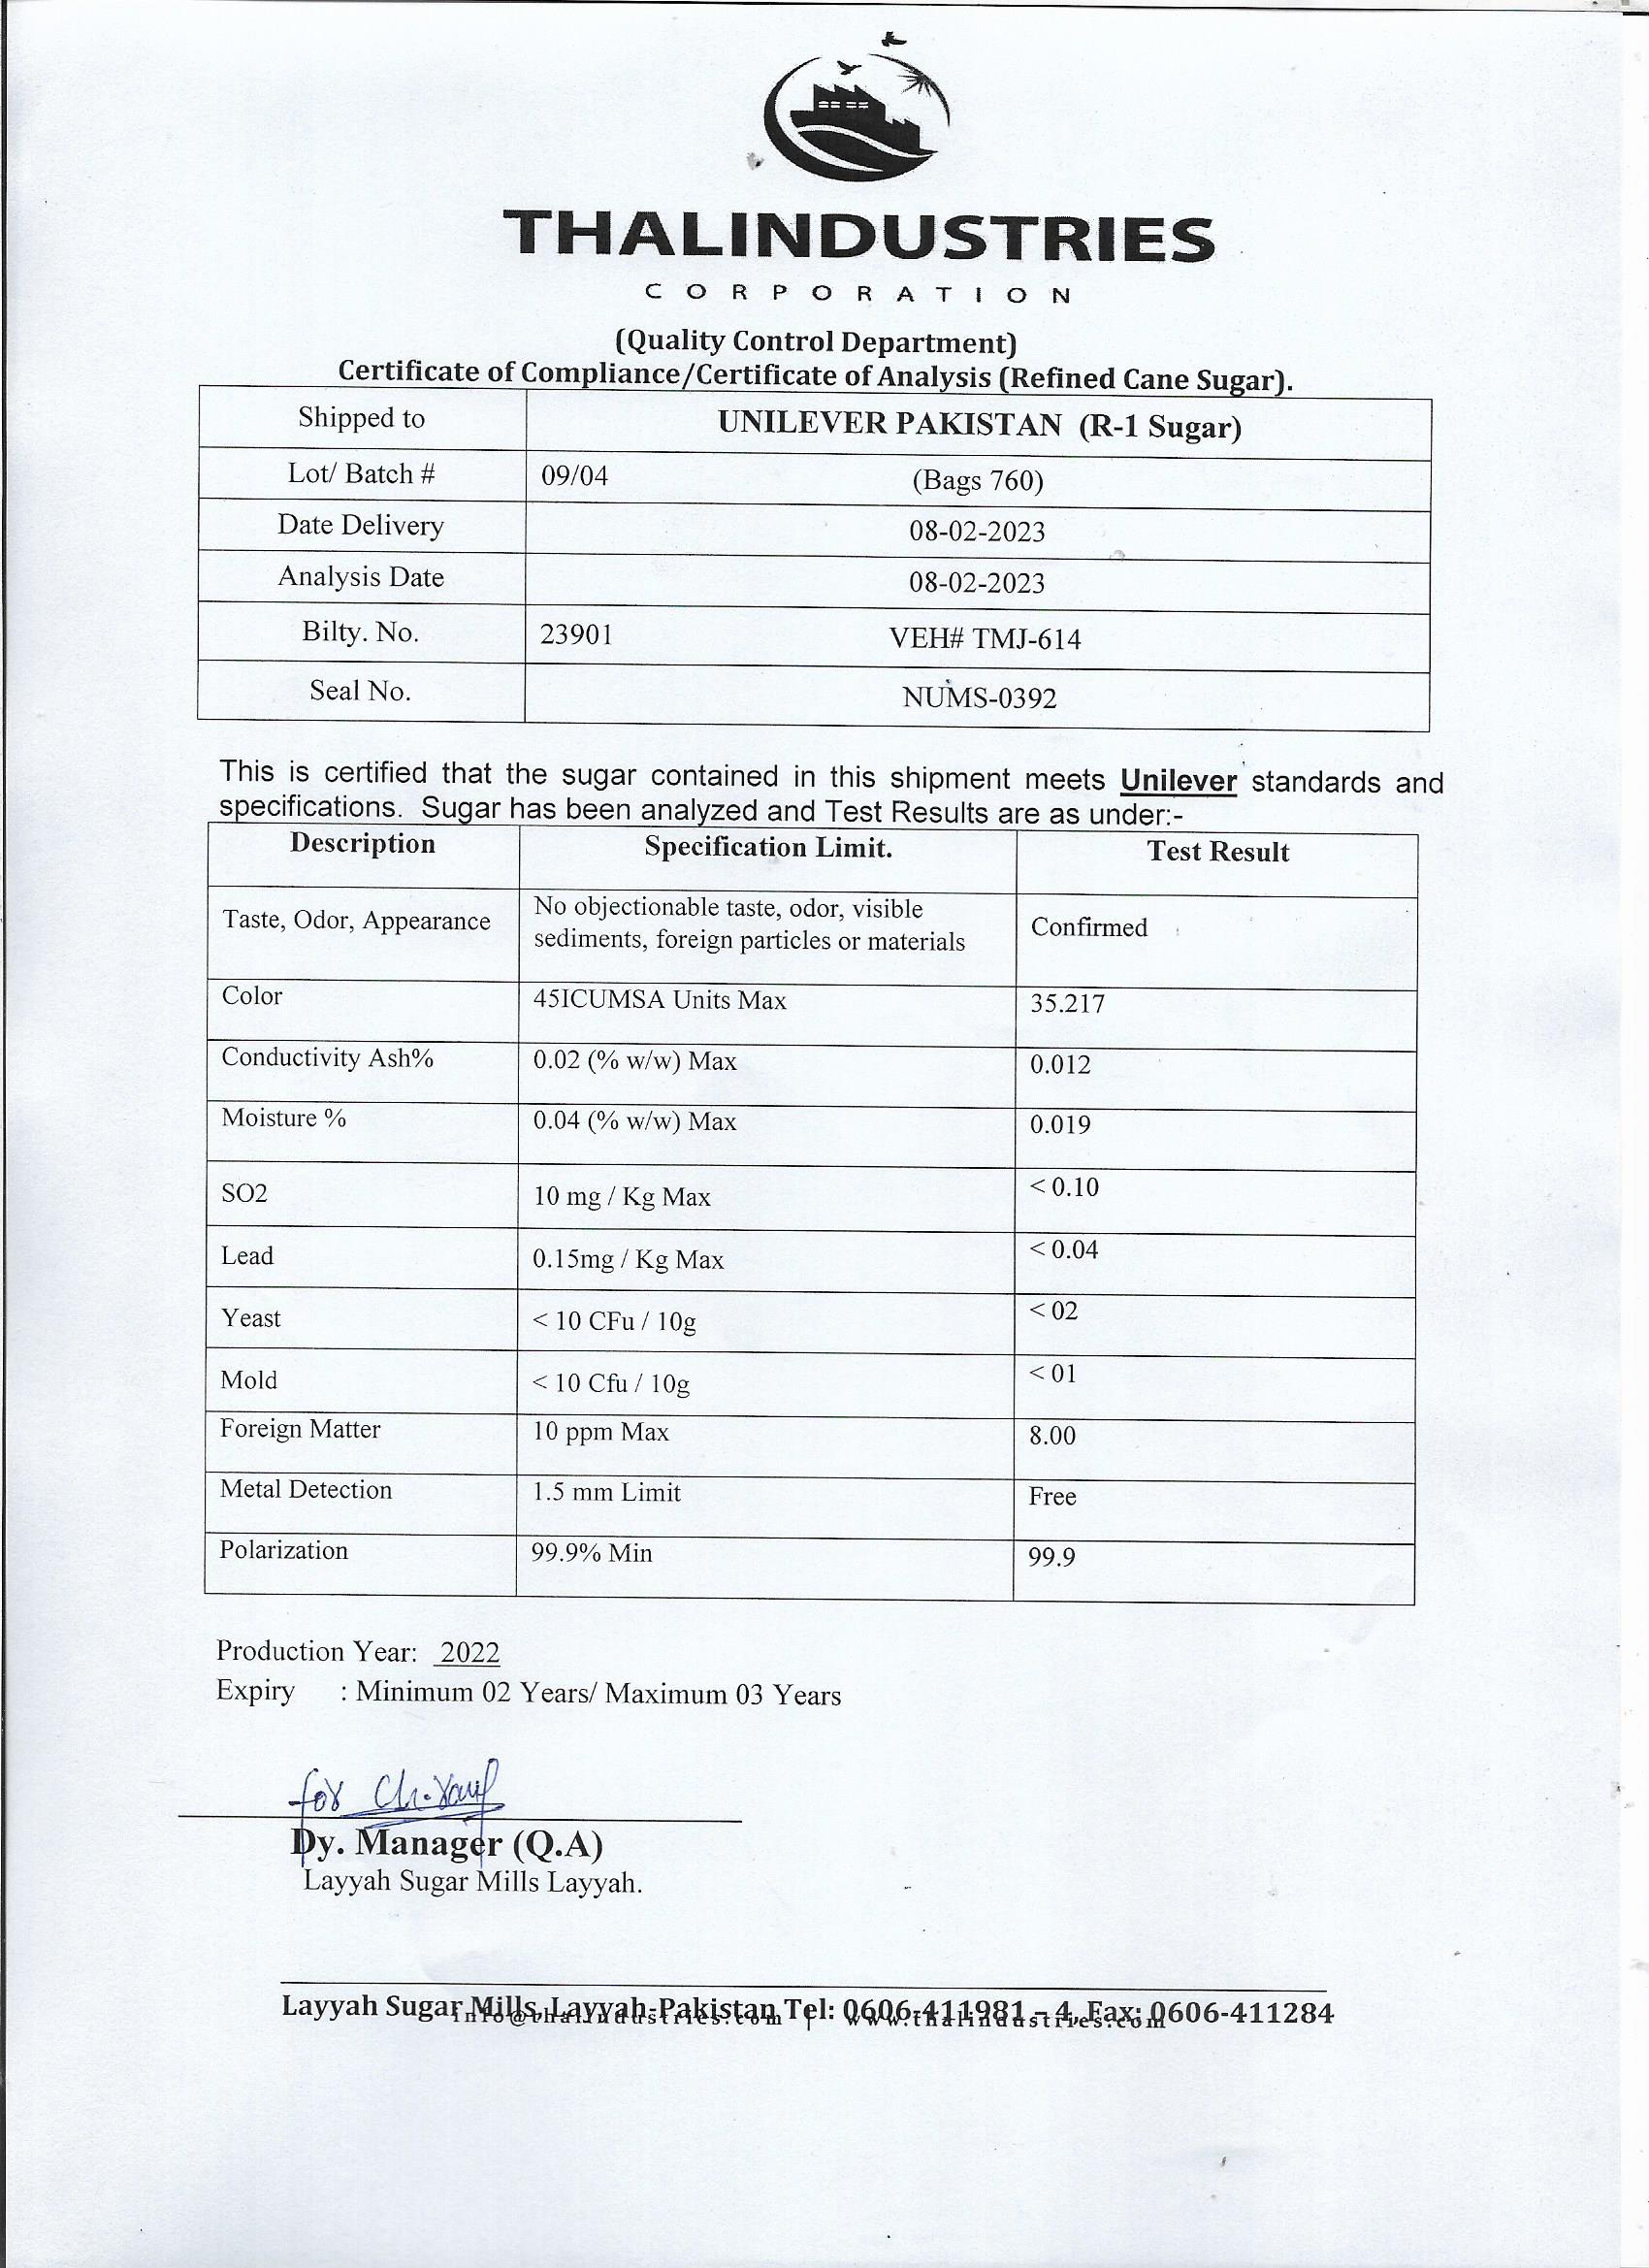 THALINDUSTRIES
CORPORATION
(Quality Control Department)
Certificate of Compliance/Certificate of Analysis (Refined Cane Sugar).
Shipped to UNILEVER PAKISTAN (R-1 Sugar)
Lot/ Batch # 09/04 (Bags 760)
Date Delivery 08-02-2023
Analysis Date 08-02-2023
Bilty. No. 23901 VEH# TMJ-614
Seal No. NUMS-0392
This is certified that the sugar contained in this shipment meets Unilever standards and
specifications. Sugar has been analyzed and Test Results are as under:-
Description Specification Limit. Test Result
Taste, Odor, Appearance No objectionable taste, odor, visible
sediments, foreign particles or materials Confirmed
Color 45ICUMSA Units Max 35.217
Conductivity Ash% 0.02 (% w/w) Max 0.012
Moisture % 0.04 (% w/w) Max 0.019
SO2 10 mg / Kg Max < 0.10
Lead 0.15mg / Kg Max < 0.04
Yeast < 10 CFu / 10g < 02
Mold < 10 Cfu / 10g < 01
Foreign Matter 10 ppm Max 8.00
Metal Detection 1.5 mm Limit Free
Polarization 99.9% Min 99.9
Production Year: 2022
Expiry : Minimum 02 Years/ Maximum 03 Years
for Ch. Rauf
Dy. Manager (Q.A)
Layyah Sugar Mills Layyah.
Layyah Sugar Mills, Layyah-Pakistan Tel: 0606-411981 – 4, Fax: 0606-411284
info@thalindustries.com | www.thalindustries.com